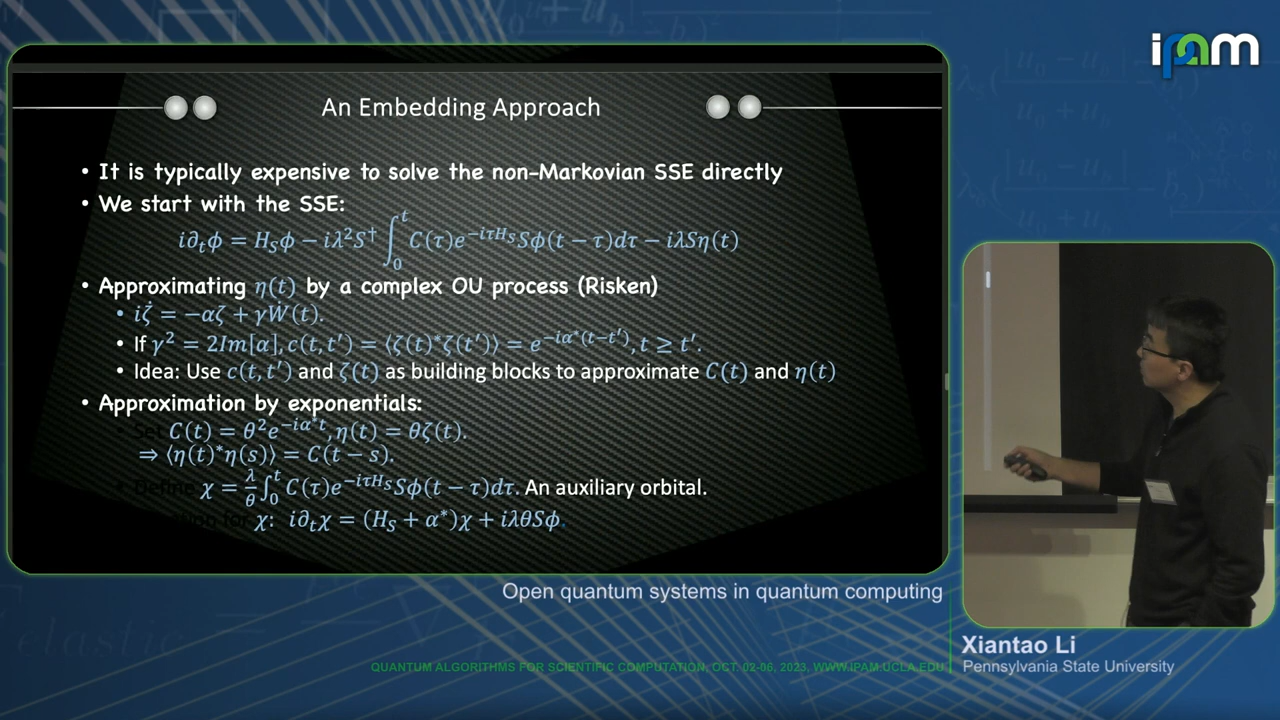 ipam
An Embedding Approach
• It is typically expensive to solve the non-Markovian SSE directly
• We start with the SSE:
i∂ₜϕ = H_Sϕ − iλ²S† ∫₀ᵗ C(τ)e^{−iτH_S}Sϕ(t − τ)dτ − iλSη(t)
• Approximating η(t) by a complex OU process (Risken)
• iζ̇ = −αζ + γẆ(t).
• If γ² = 2Im[α], c(t, t′) = ⟨ζ(t)*ζ(t′)⟩ = e^{−iα*(t−t′)}, t ≥ t′.
• Idea: Use c(t, t′) and ζ(t) as building blocks to approximate C(t) and η(t)
• Approximation by exponentials:
• Set C(t) = θ²e^{−iα*t}, η(t) = θζ(t).
⇒ ⟨η(t)*η(s)⟩ = C(t − s).
• Define χ = λ/θ ∫₀ᵗ C(τ)e^{−iτH_S}Sϕ(t − τ)dτ. An auxiliary orbital.
for χ: i∂ₜχ = (H_S + α*)χ + iλθSϕ.
Open quantum systems in quantum computing
Xiantao Li
QUANTUM ALGORITHMS FOR SCIENTIFIC COMPUTATION, OCT. 02-06, 2023, WWW.IPAM.UCLA.EDU
Pennsylvania State University